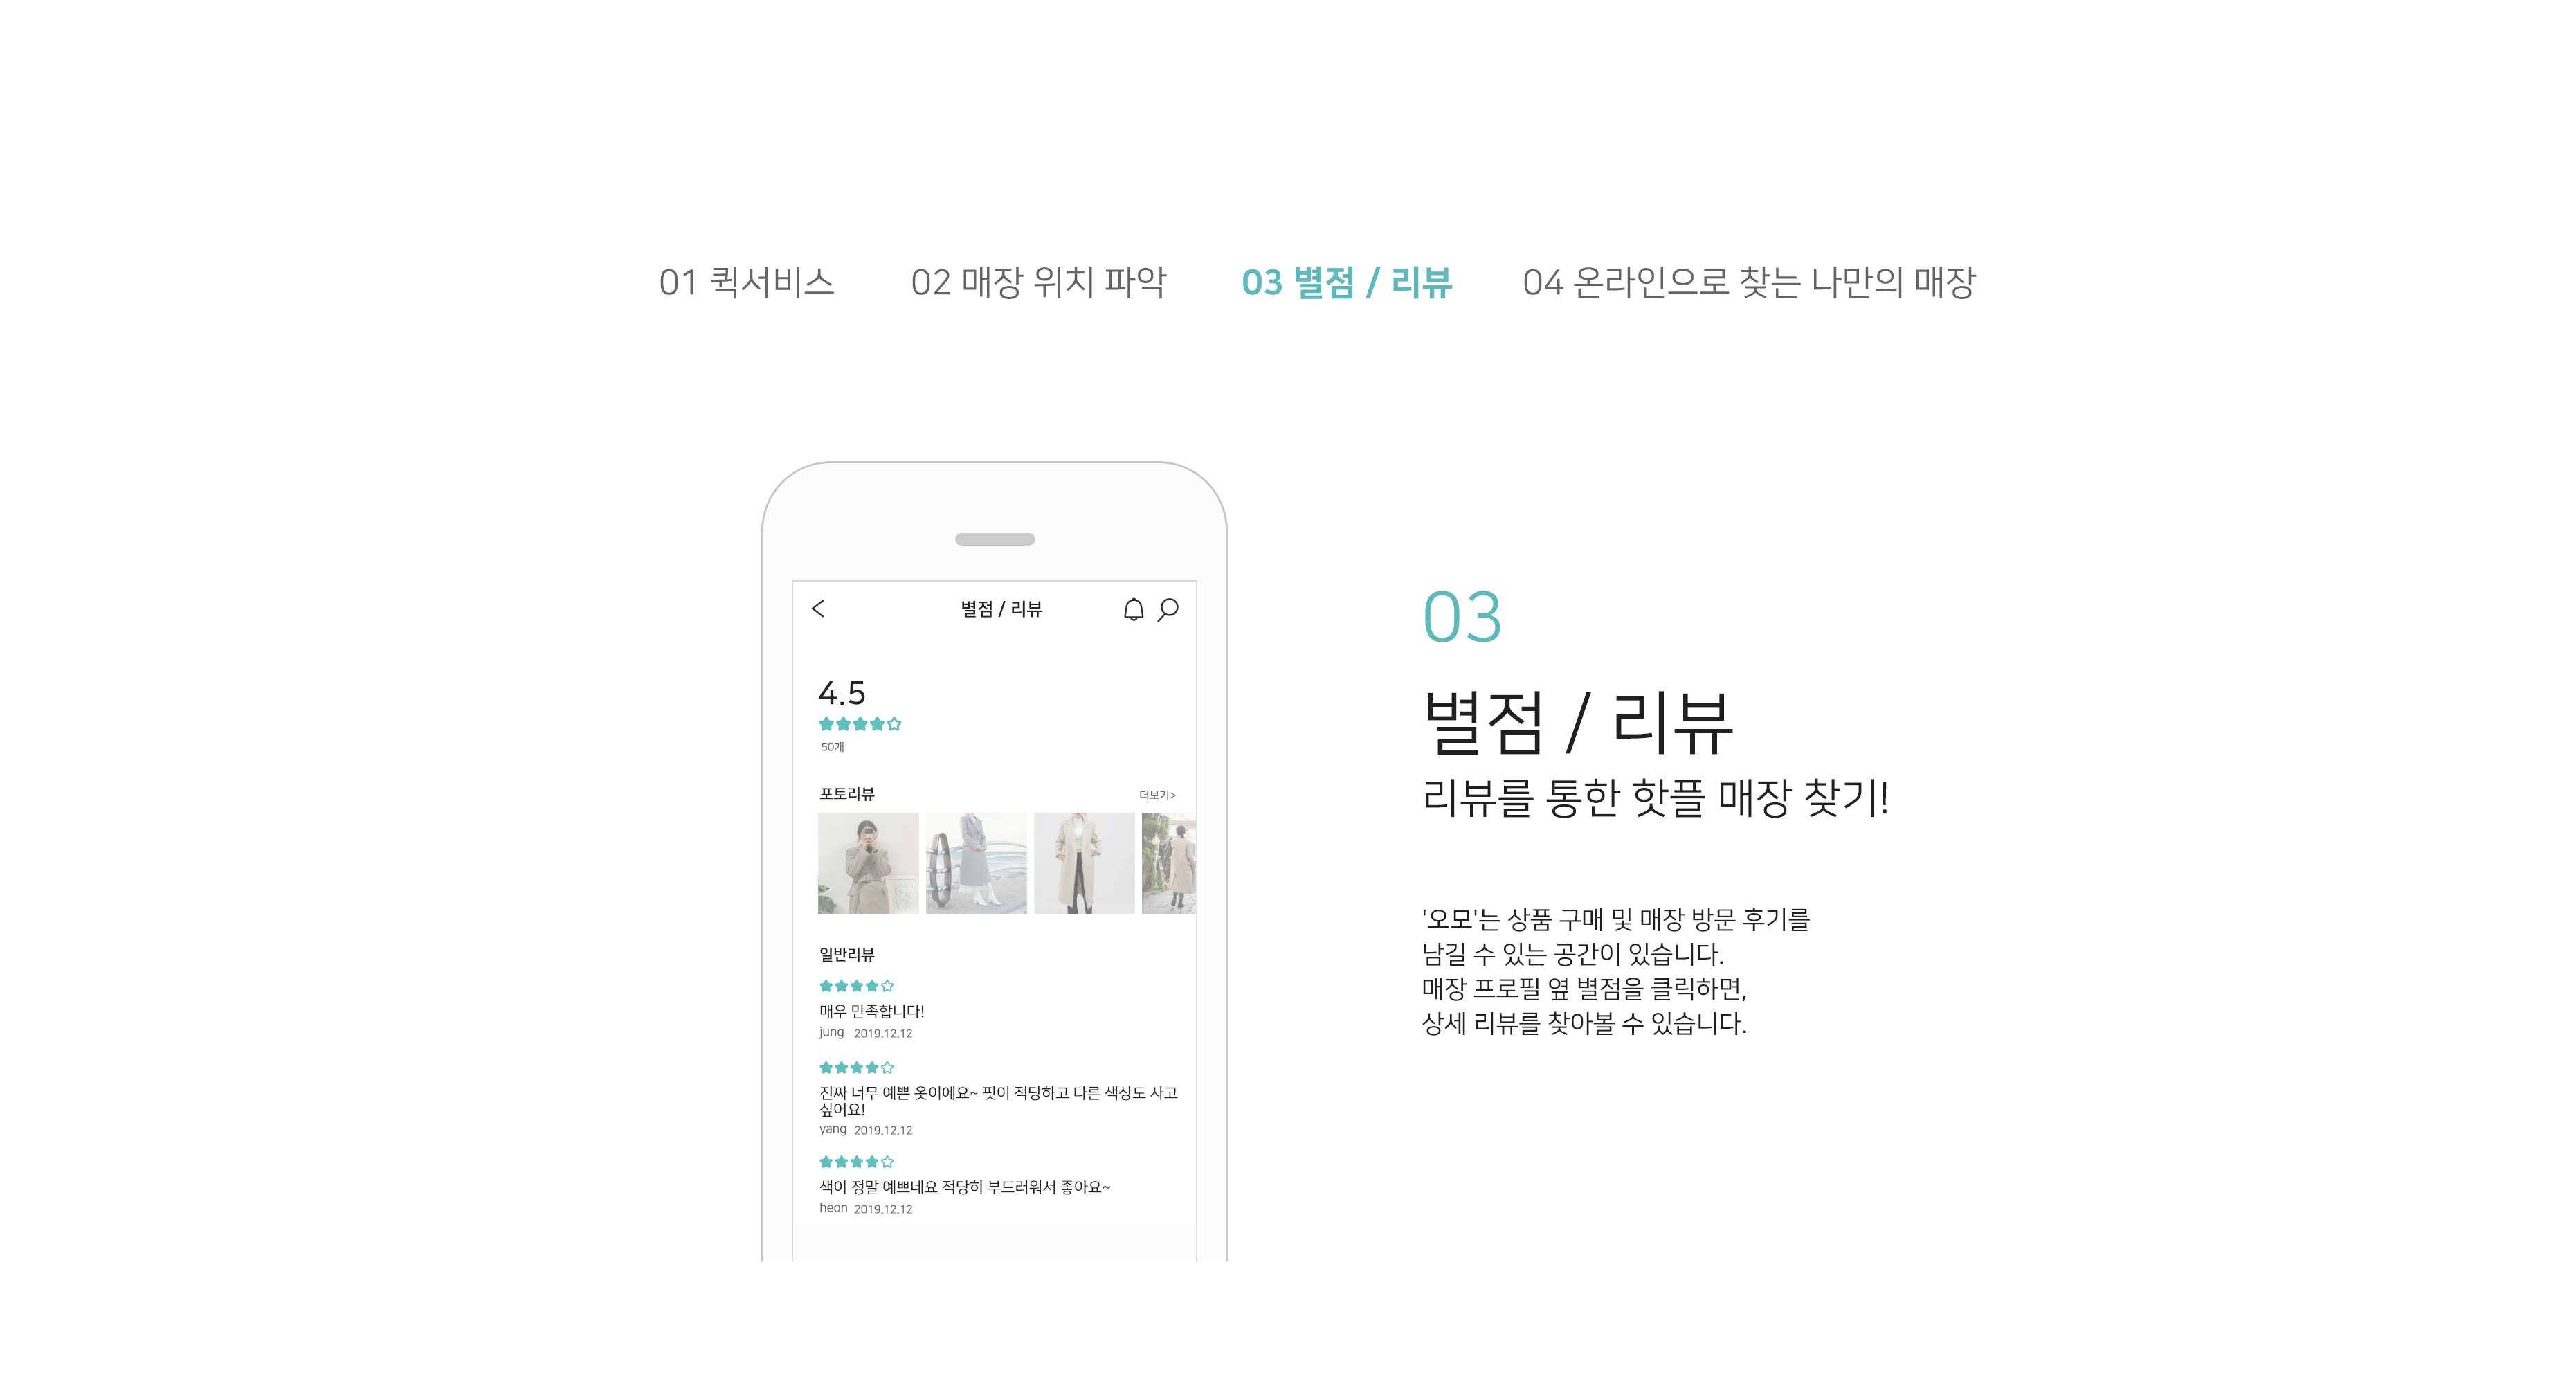 01 퀵서비스
02 매장 위치 파악
03 별점 / 리뷰
04 온라인으로 찾는 나만의 매장
별점 / 리뷰
4.5
50개
포토리뷰
더보기>
일반리뷰
매우 만족합니다!
jung 2019.12.12
진짜 너무 예쁜 옷이에요~ 핏이 적당하고 다른 색상도 사고
싶어요!
yang 2019.12.12
색이 정말 예쁘네요 적당히 부드러워서 좋아요~
heon 2019.12.12
03
별점 / 리뷰
리뷰를 통한 핫플 매장 찾기!
'오모'는 상품 구매 및 매장 방문 후기를
남길 수 있는 공간이 있습니다.
매장 프로필 옆 별점을 클릭하면,
상세 리뷰를 찾아볼 수 있습니다.